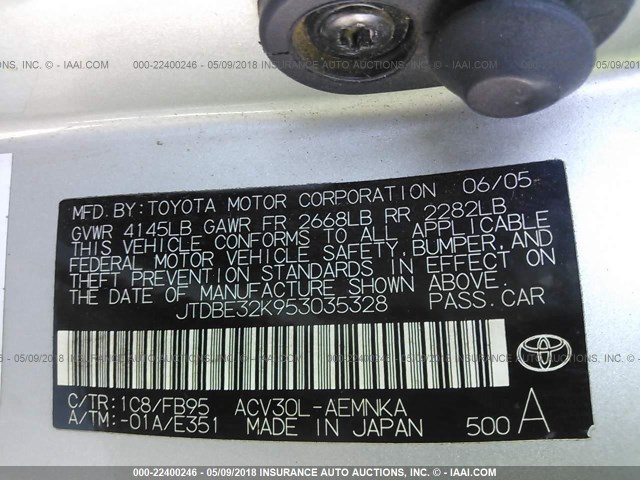 INSURANCE AUTO AUCTIONS, INC. - © IAAI.COM 000-22400246 - 05/09/2018 INSURANCE AUTO AUCTIONS, INC. - © IAAI.COM
MFD. BY: TOYOTA MOTOR CORPORATION 06/05
GVWR 4145LB GAWR FR 2668LB RR 2282LB
THIS VEHICLE CONFORMS TO ALL APPLICABLE
FEDERAL MOTOR VEHICLE SAFETY, BUMPER, AND
THEFT PREVENTION STANDARDS IN EFFECT ON
THE DATE OF MANUFACTURE SHOWN ABOVE.
JTDBE32K953035328 PASS. CAR
C/TR: 1C8/FB95 ACV30L-AEMNKA
A/TM: -01A/E351 MADE IN JAPAN 500 A
000-22400246 - 05/09/2018 INSURANCE AUTO AUCTIONS, INC. - © IAAI.COM